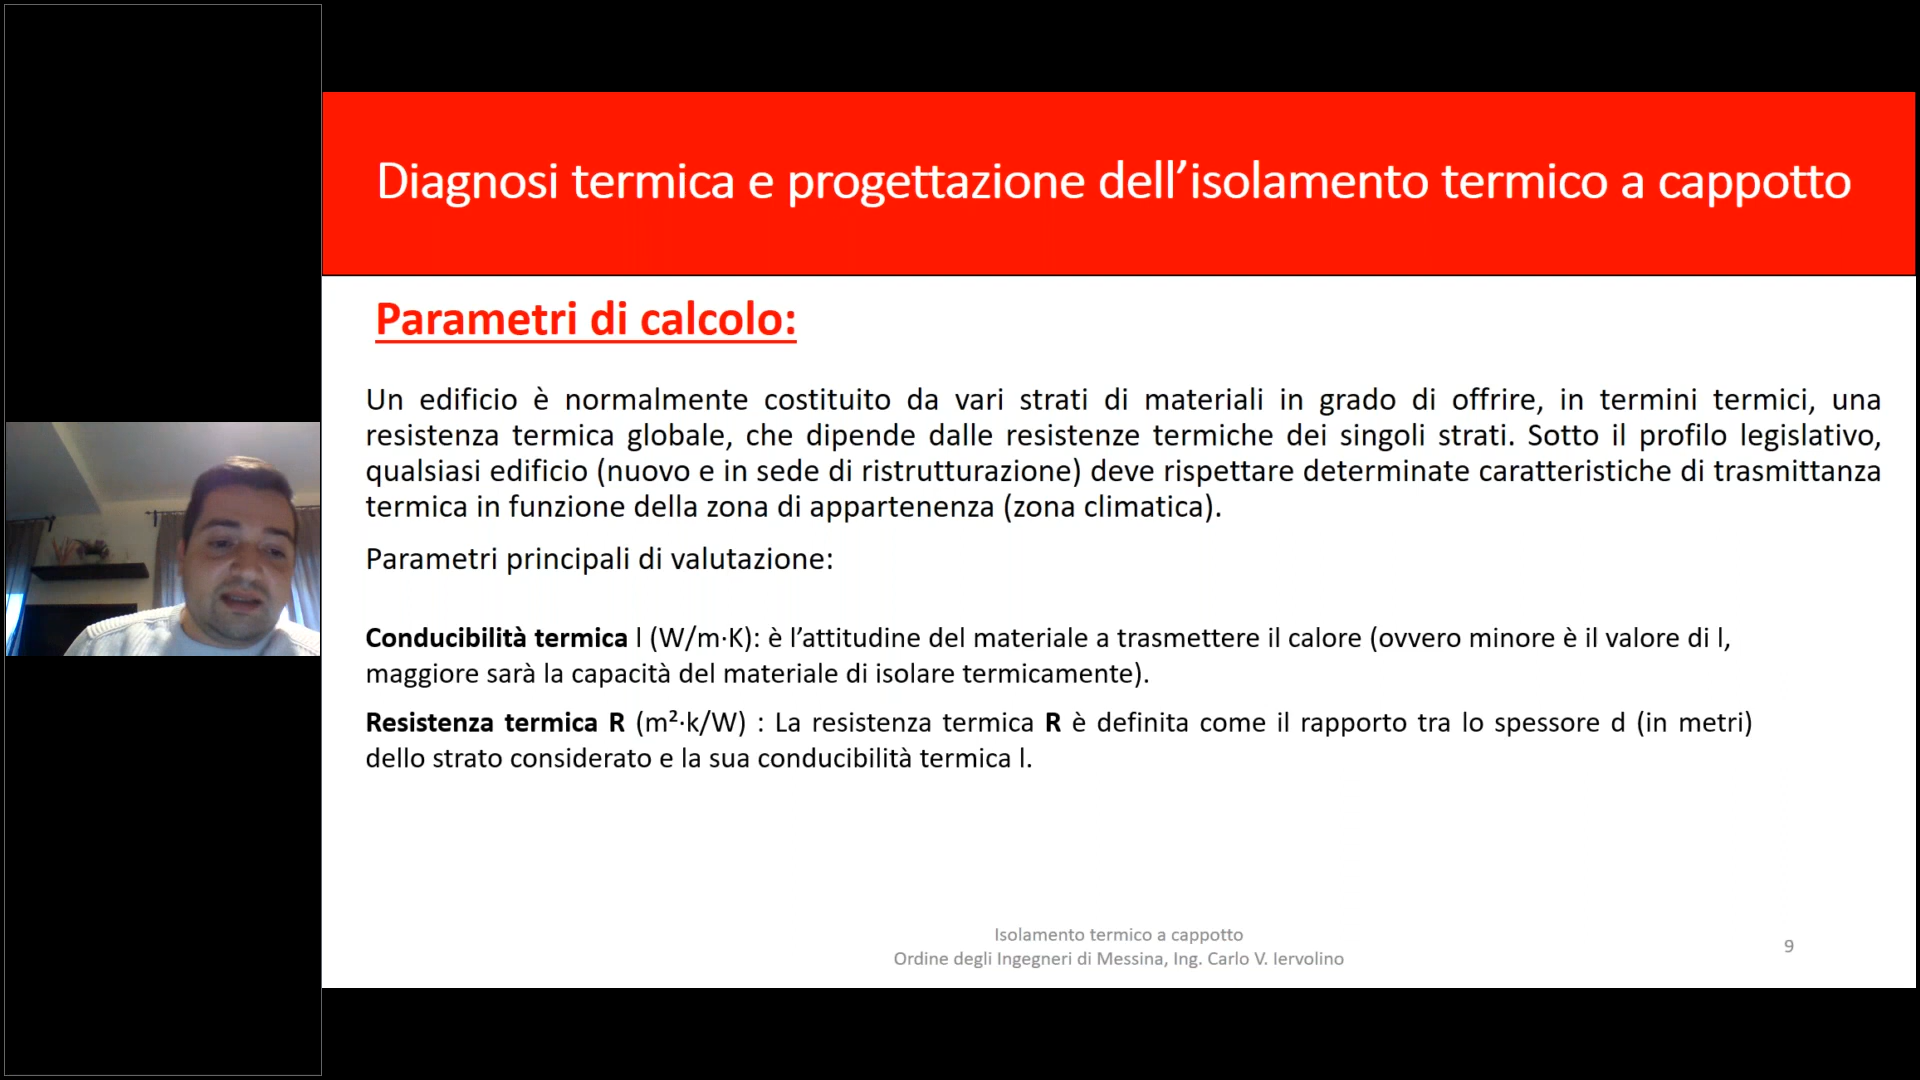 Diagnosi termica e progettazione dell’isolamento termico a cappotto
Parametri di calcolo:
Un edificio è normalmente costituito da vari strati di materiali in grado di offrire, in termini termici, una
resistenza termica globale, che dipende dalle resistenze termiche dei singoli strati. Sotto il profilo legislativo,
qualsiasi edificio (nuovo e in sede di ristrutturazione) deve rispettare determinate caratteristiche di trasmittanza
termica in funzione della zona di appartenenza (zona climatica).
Parametri principali di valutazione:
Conducibilità termica l (W/m·K): è l’attitudine del materiale a trasmettere il calore (ovvero minore è il valore di l,
maggiore sarà la capacità del materiale di isolare termicamente).
Resistenza termica R (m²·k/W) : La resistenza termica R è definita come il rapporto tra lo spessore d (in metri)
dello strato considerato e la sua conducibilità termica l.
Isolamento termico a cappotto
Ordine degli Ingegneri di Messina, Ing. Carlo V. Iervolino
9